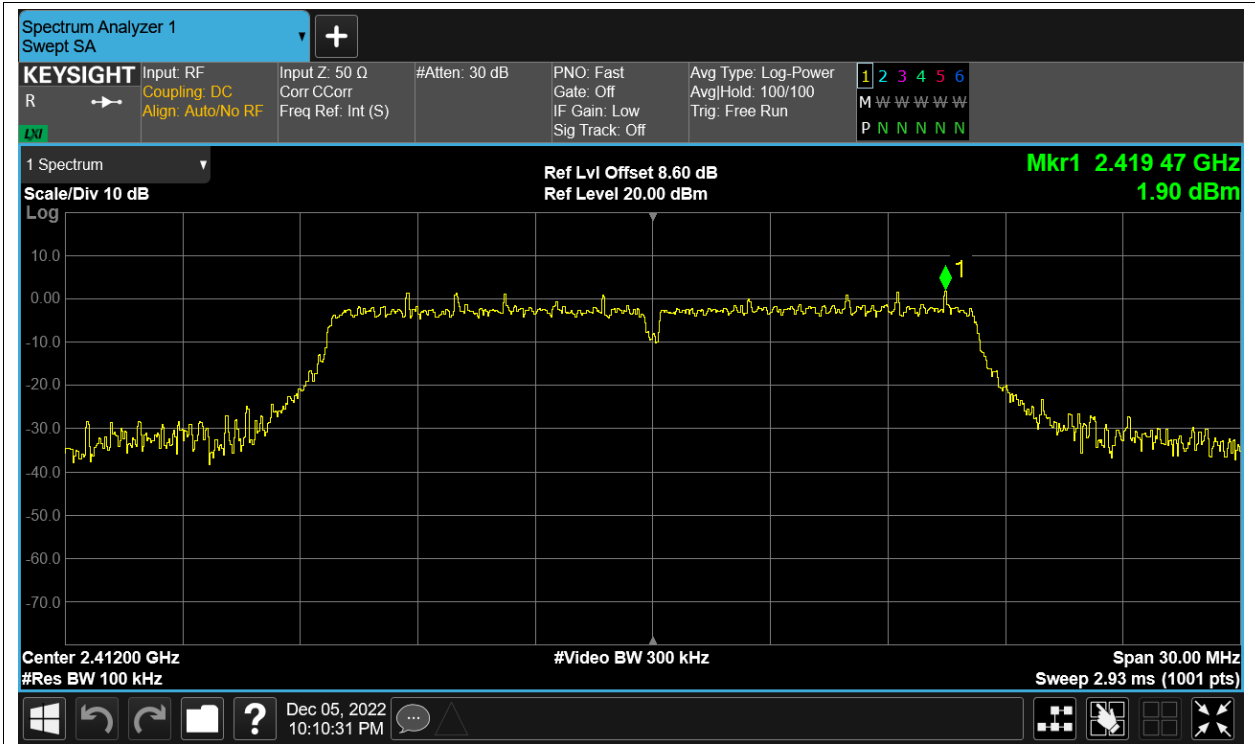 Spectrum Analyzer 1
Swept SA
KEYSIGHT
R
LXI
Input: RF
Coupling: DC
Align: Auto/No RF
Input Z: 50 Ω
Corr CCorr
Freq Ref: Int (S)
#Atten: 30 dB
PNO: Fast
Gate: Off
IF Gain: Low
Sig Track: Off
Avg Type: Log-Power
Avg|Hold: 100/100
Trig: Free Run
1 2 3 4 5 6
M W W W W W
P N N N N N
1 Spectrum
Scale/Div 10 dB
Log
Ref Lvl Offset 8.60 dB
Ref Level 20.00 dBm
Mkr1 2.419 47 GHz
1.90 dBm
1
10.0
0.00
-10.0
-20.0
-30.0
-40.0
-50.0
-60.0
-70.0
Center 2.41200 GHz
#Res BW 100 kHz
#Video BW 300 kHz
Span 30.00 MHz
Sweep 2.93 ms (1001 pts)
?
Dec 05, 2022
10:10:31 PM